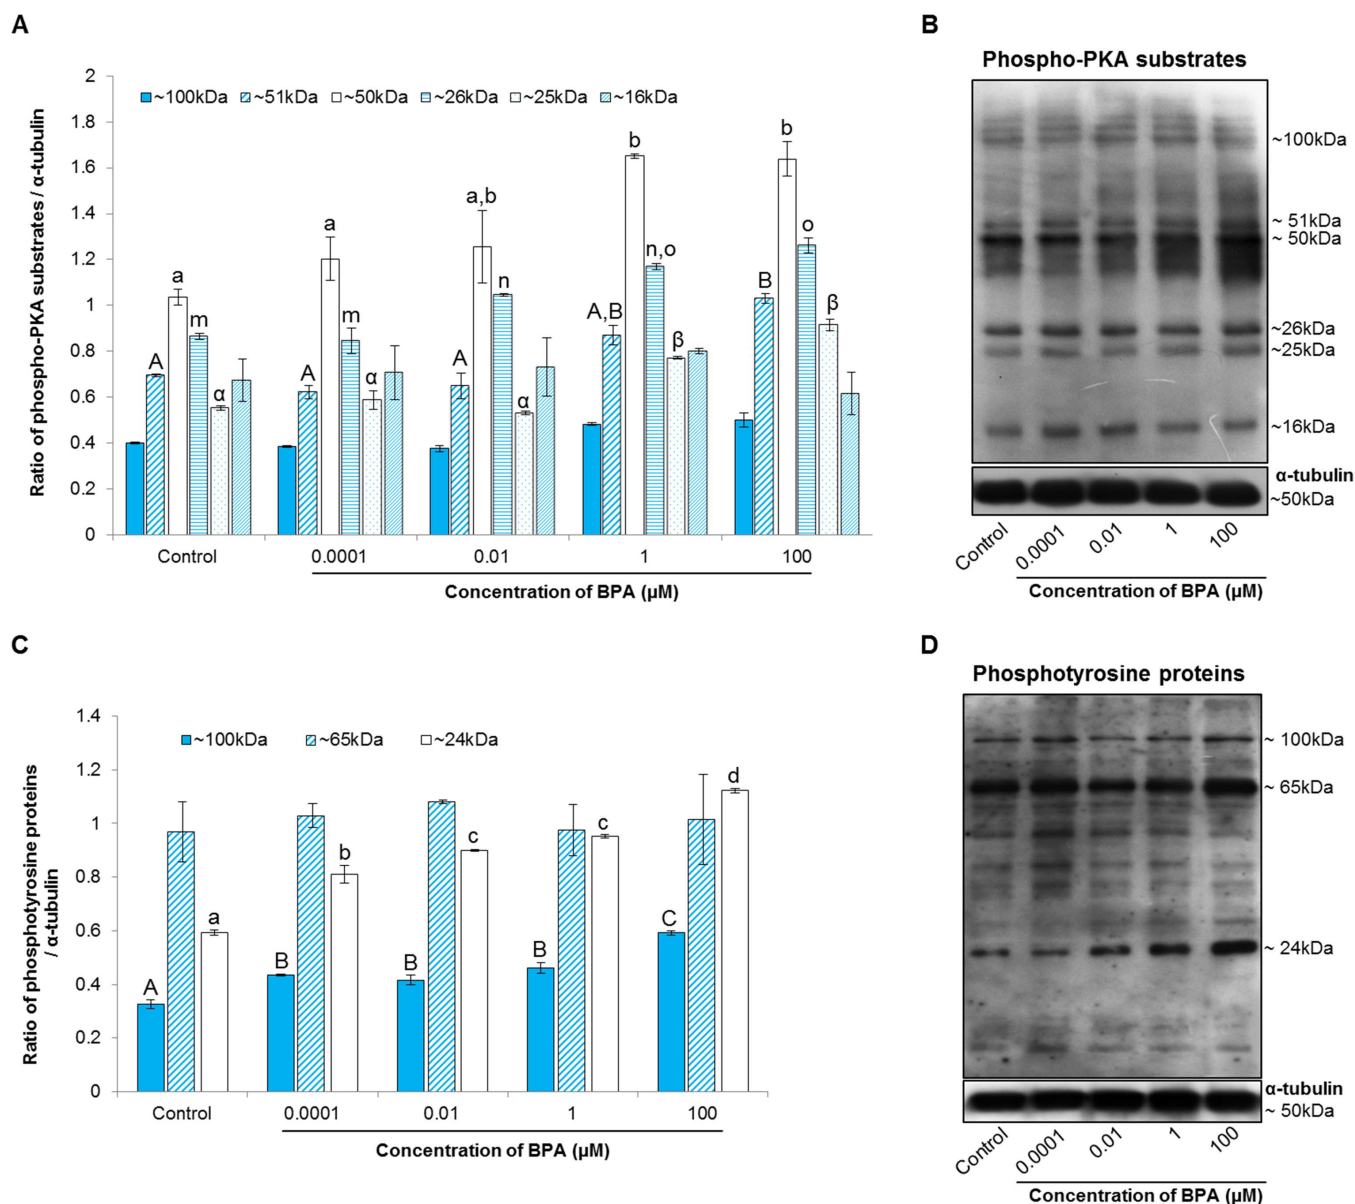 A
Ratio of phospho-PKA substrates / α-tubulin
2
1.8
1.6
1.4
1.2
1
0.8
0.6
0.4
0.2
0
~100kDa ~51kDa ~50kDa ~26kDa ~25kDa ~16kDa
A a m α
A a m α
A a,b n α
A,B b n,o β
B b o β
Control 0.0001 0.01 1 100
Concentration of BPA (µM)
B
Phospho-PKA substrates
~100kDa
~ 51kDa
~ 50kDa
~26kDa
~25kDa
~16kDa
α-tubulin
~50kDa
Control 0.0001 0.01 1 100
Concentration of BPA (µM)
C
Ratio of phosphotyrosine proteins
/ α-tubulin
1.4
1.2
1
0.8
0.6
0.4
0.2
0
~100kDa ~65kDa ~24kDa
A a
B b
B c
B c
C d
Control 0.0001 0.01 1 100
Concentration of BPA (µM)
D
Phosphotyrosine proteins
~ 100kDa
~ 65kDa
~ 24kDa
α-tubulin
~ 50kDa
Control 0.0001 0.01 1 100
Concentration of BPA (µM)